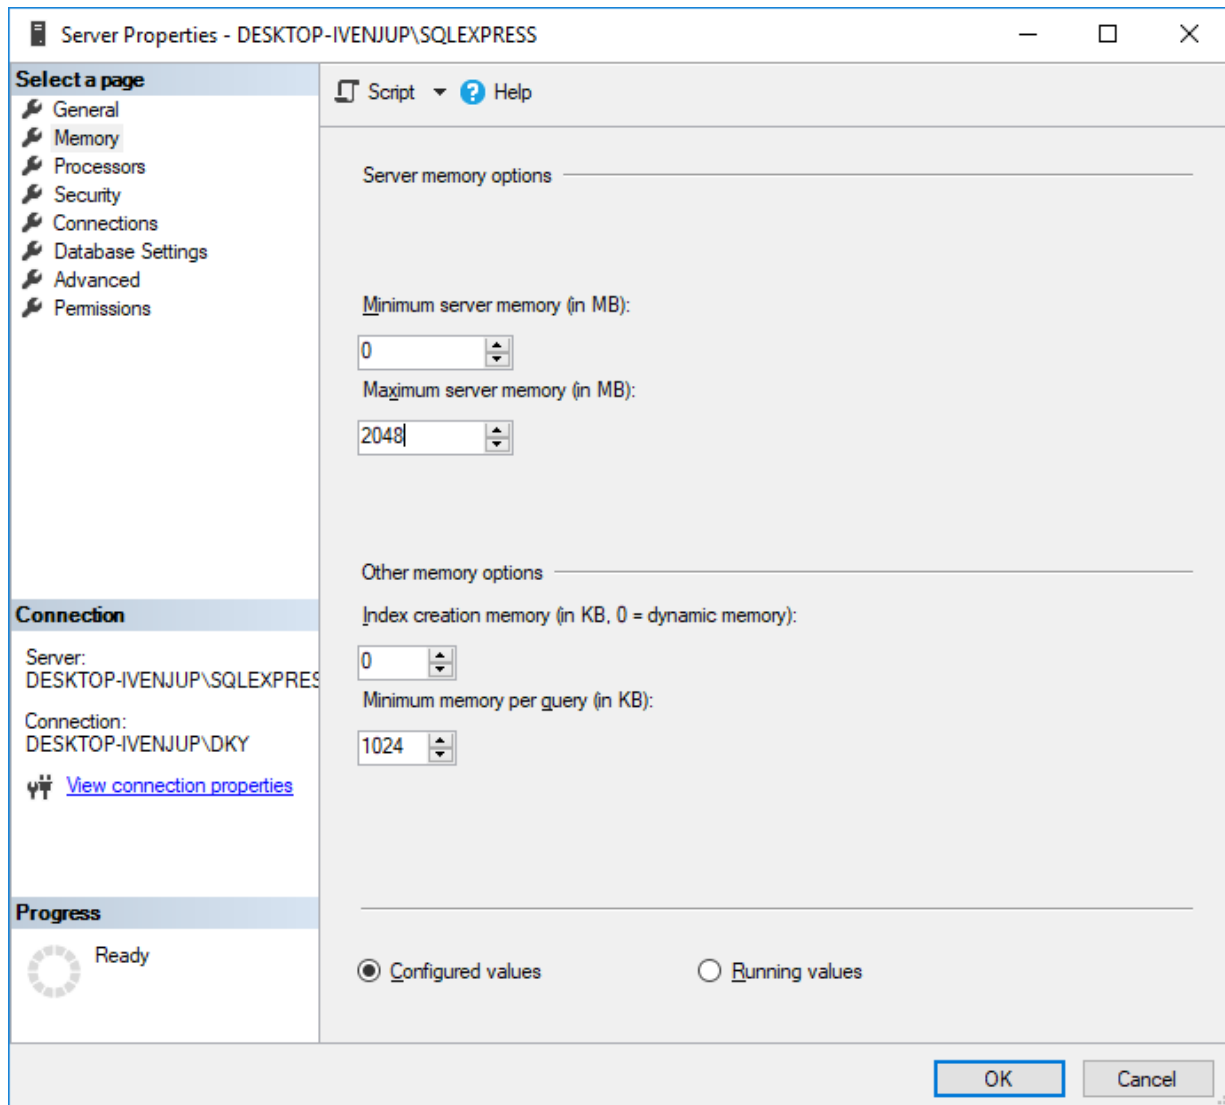 Server Properties - DESKTOP-IVENJUP\SQLEXPRESS
Select a page
General
Memory
Processors
Security
Connections
Database Settings
Advanced
Permissions
Connection
Server:
DESKTOP-IVENJUP\SQLEXPRES
Connection:
DESKTOP-IVENJUP\DKY
View connection properties
Progress
Ready
Script
Help
Server memory options
Minimum server memory (in MB):
0
Maximum server memory (in MB):
2048
Other memory options
Index creation memory (in KB, 0 = dynamic memory):
0
Minimum memory per query (in KB):
1024
Configured values
Running values
OK
Cancel